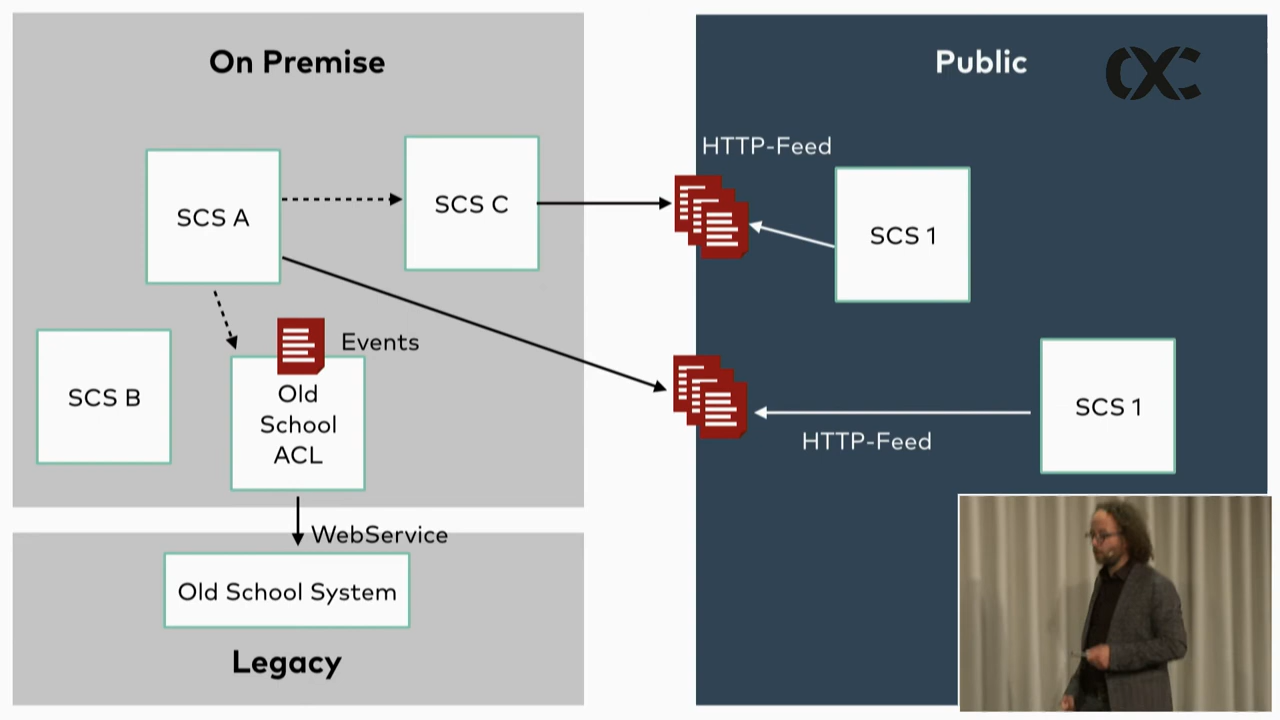 On Premise
Public
CXC
HTTP-Feed
SCS A
SCS C
SCS 1
Events
SCS B
Old
School
ACL
SCS 1
HTTP-Feed
WebService
Old School System
Legacy